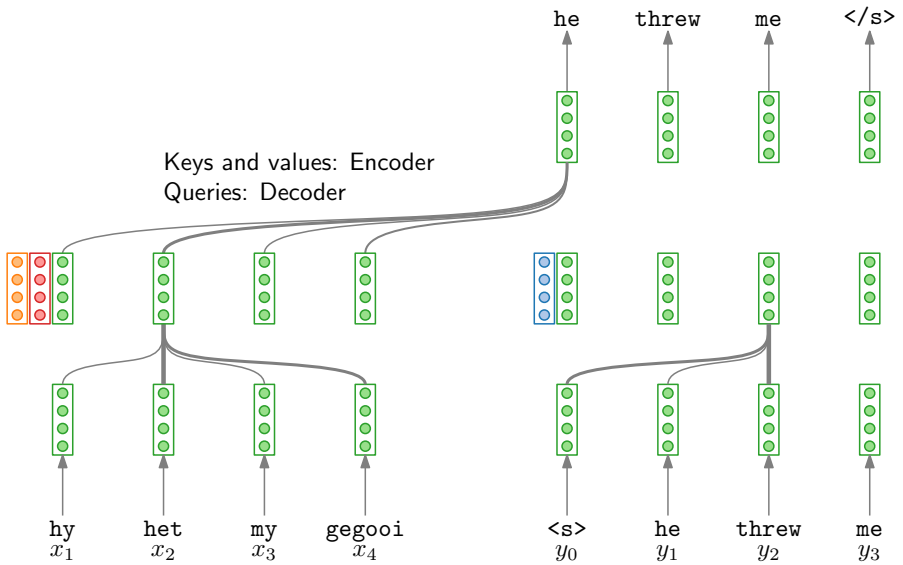 he threw me </s>
Keys and values: Encoder
Queries: Decoder
hy het my gegooi <s> he threw me
x₁ x₂ x₃ x₄ y₀ y₁ y₂ y₃